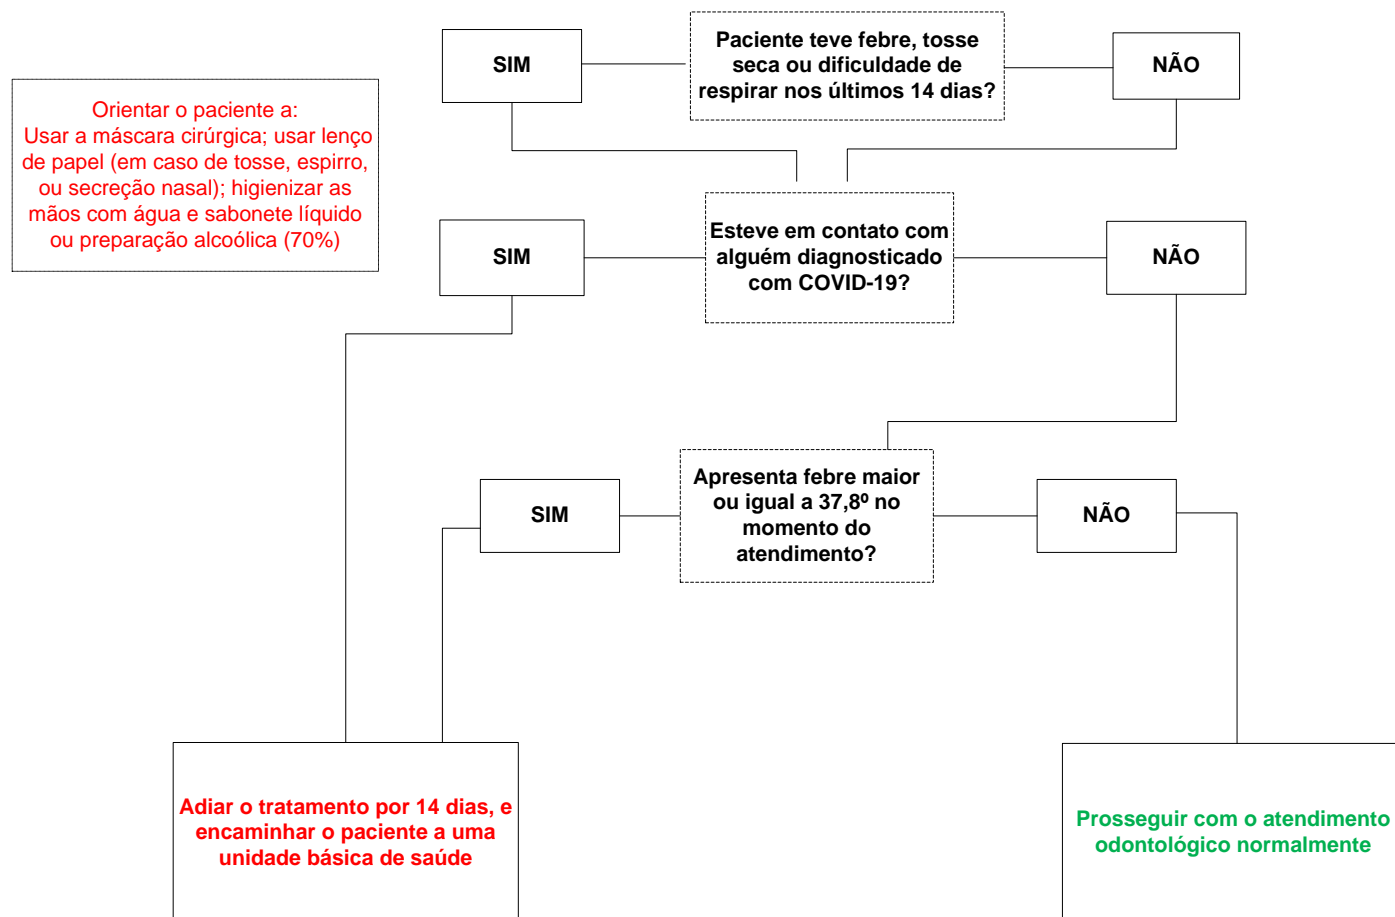 Paciente teve febre, tosse
seca ou dificuldade de
respirar nos últimos 14 dias?
SIM
NÃO
Orientar o paciente a:
Usar a máscara cirúrgica; usar lenço
de papel (em caso de tosse, espirro,
ou secreção nasal); higienizar as
mãos com água e sabonete líquido
ou preparação alcoólica (70%)
Esteve em contato com
alguém diagnosticado
com COVID-19?
SIM
NÃO
Apresenta febre maior
ou igual a 37,8º no
momento do
atendimento?
SIM
NÃO
Adiar o tratamento por 14 dias, e
encaminhar o paciente a uma
unidade básica de saúde
Prosseguir com o atendimento
odontológico normalmente